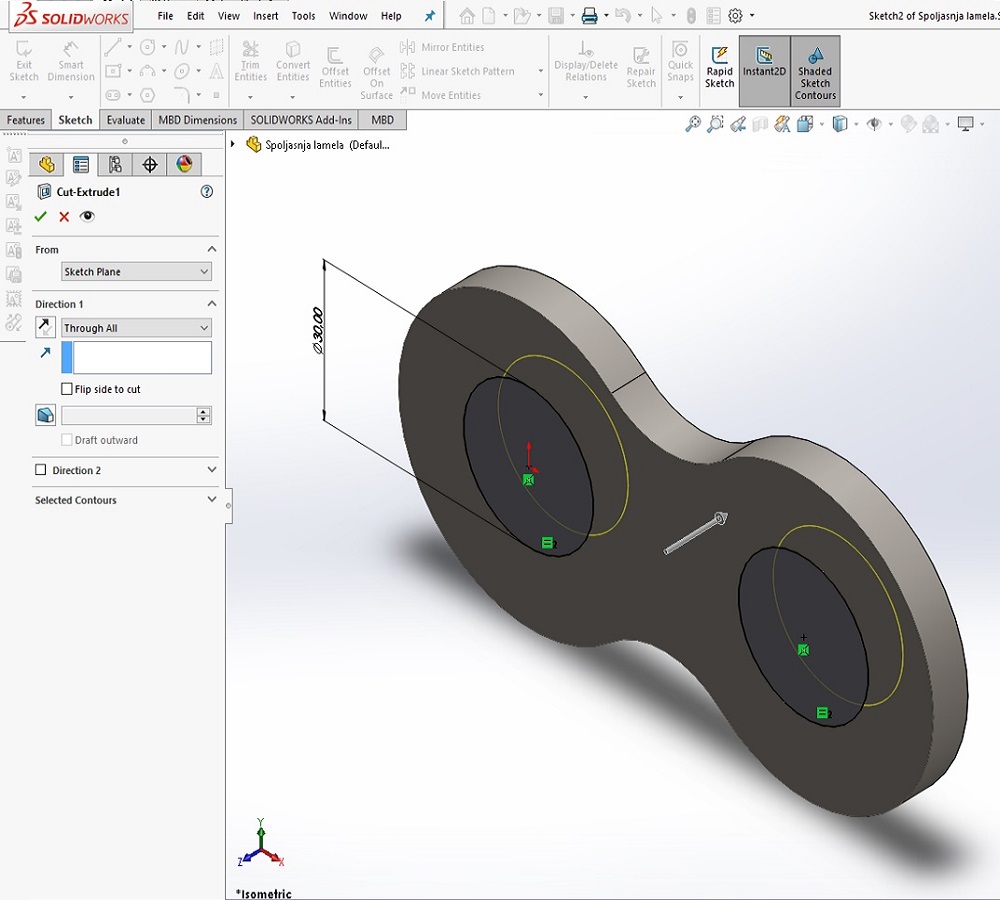 SOLIDWORKS File Edit View Insert Tools Window Help Sketch2 of Spoljasnja lamela.S
Exit Sketch
Smart Dimension
Trim Entities
Convert Entities
Offset Entities
Offset On Surface
Mirror Entities
Linear Sketch Pattern
Move Entities
Display/Delete Relations
Repair Sketch
Quick Snaps
Rapid Sketch
Instant2D
Shaded Sketch Contours
Features Sketch Evaluate MBD Dimensions SOLIDWORKS Add-Ins MBD
Spoljasnja lamela (Defaul...
Cut-Extrude1
From
Sketch Plane
Direction 1
Through All
Flip side to cut
Draft outward
Direction 2
Selected Contours
∅30,00
2
2
Y
Z
X
*Isometric